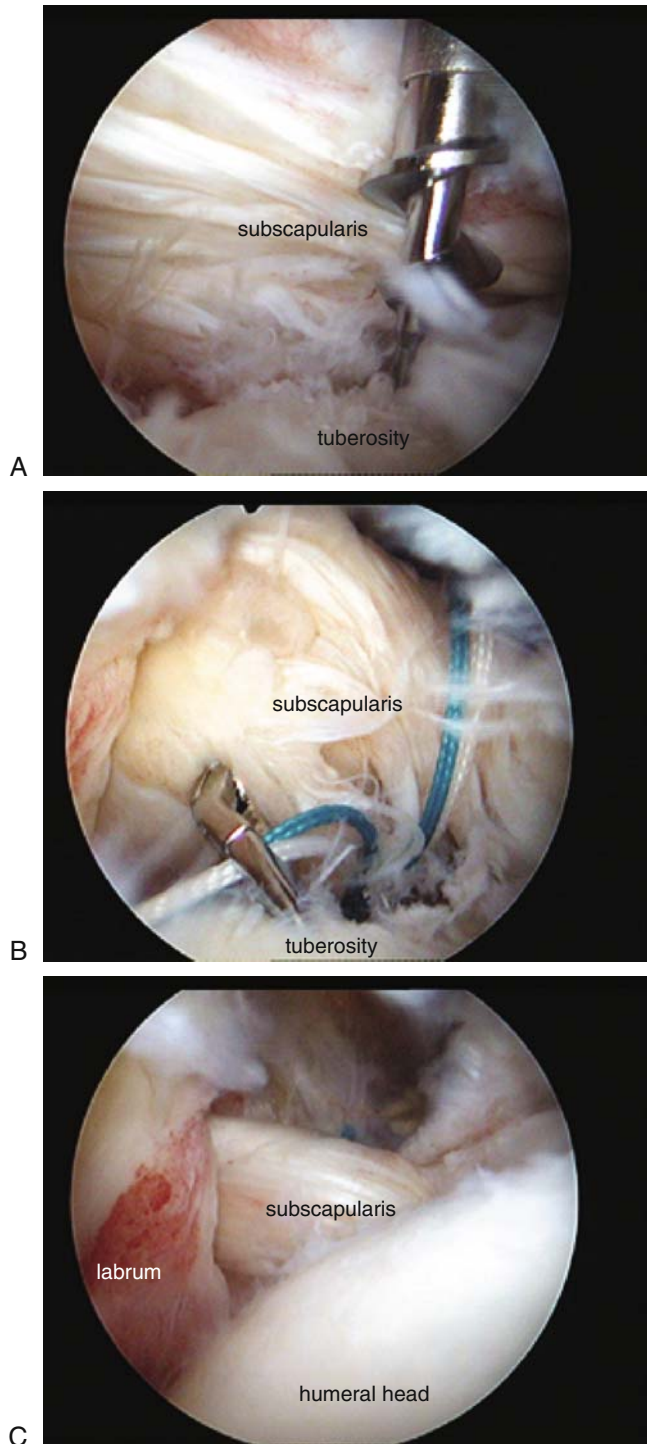 subscapularis
tuberosity
A
subscapularis
tuberosity
B
subscapularis
labrum
humeral head
C